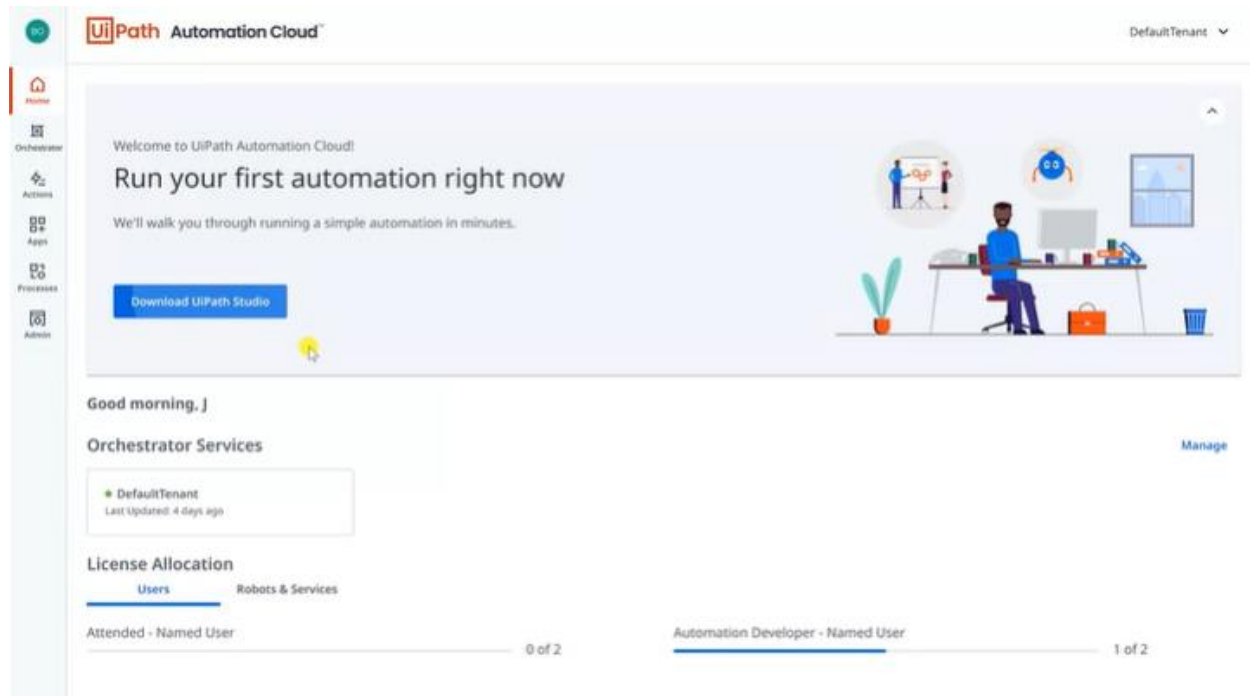 BO
UiPath Automation Cloud™
DefaultTenant
Home
Orchestrator
Actions
Apps
Processes
Admin
Welcome to UiPath Automation Cloud!
Run your first automation right now
We'll walk you through running a simple automation in minutes.
Download UiPath Studio
Good morning, J
Orchestrator Services
Manage
DefaultTenant
Last Updated: 4 days ago
License Allocation
Users Robots & Services
Attended - Named User
0 of 2
Automation Developer - Named User
1 of 2